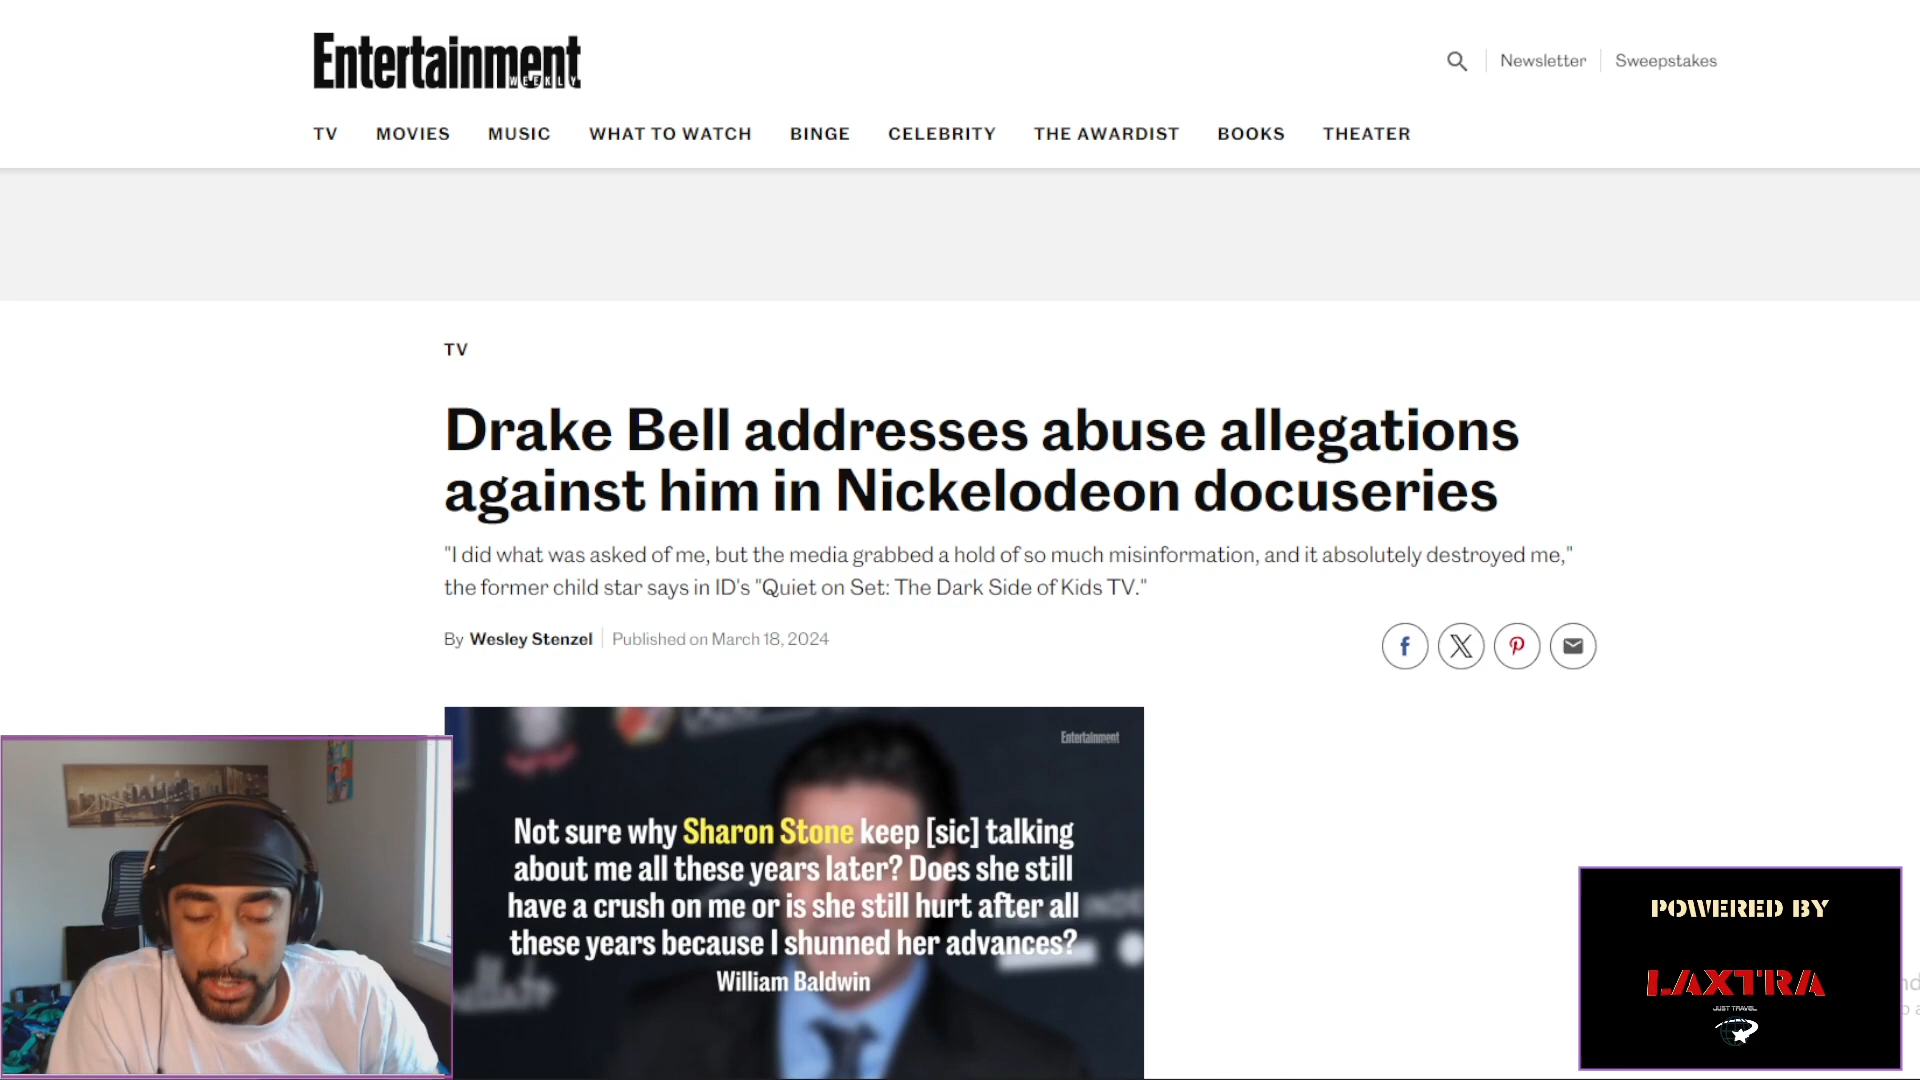 Entertainment
WEEKLY
Newsletter
Sweepstakes
TV MOVIES MUSIC WHAT TO WATCH BINGE CELEBRITY THE AWARDIST BOOKS THEATER
TV
Drake Bell addresses abuse allegations
against him in Nickelodeon docuseries
"I did what was asked of me, but the media grabbed a hold of so much misinformation, and it absolutely destroyed me,"
the former child star says in ID's "Quiet on Set: The Dark Side of Kids TV."
By Wesley Stenzel Published on March 18, 2024
Entertainment
Not sure why Sharon Stone keep [sic] talking
about me all these years later? Does she still
have a crush on me or is she still hurt after all
these years because I shunned her advances?
William Baldwin
POWERED BY
LAXTRA
JUST TRAVEL